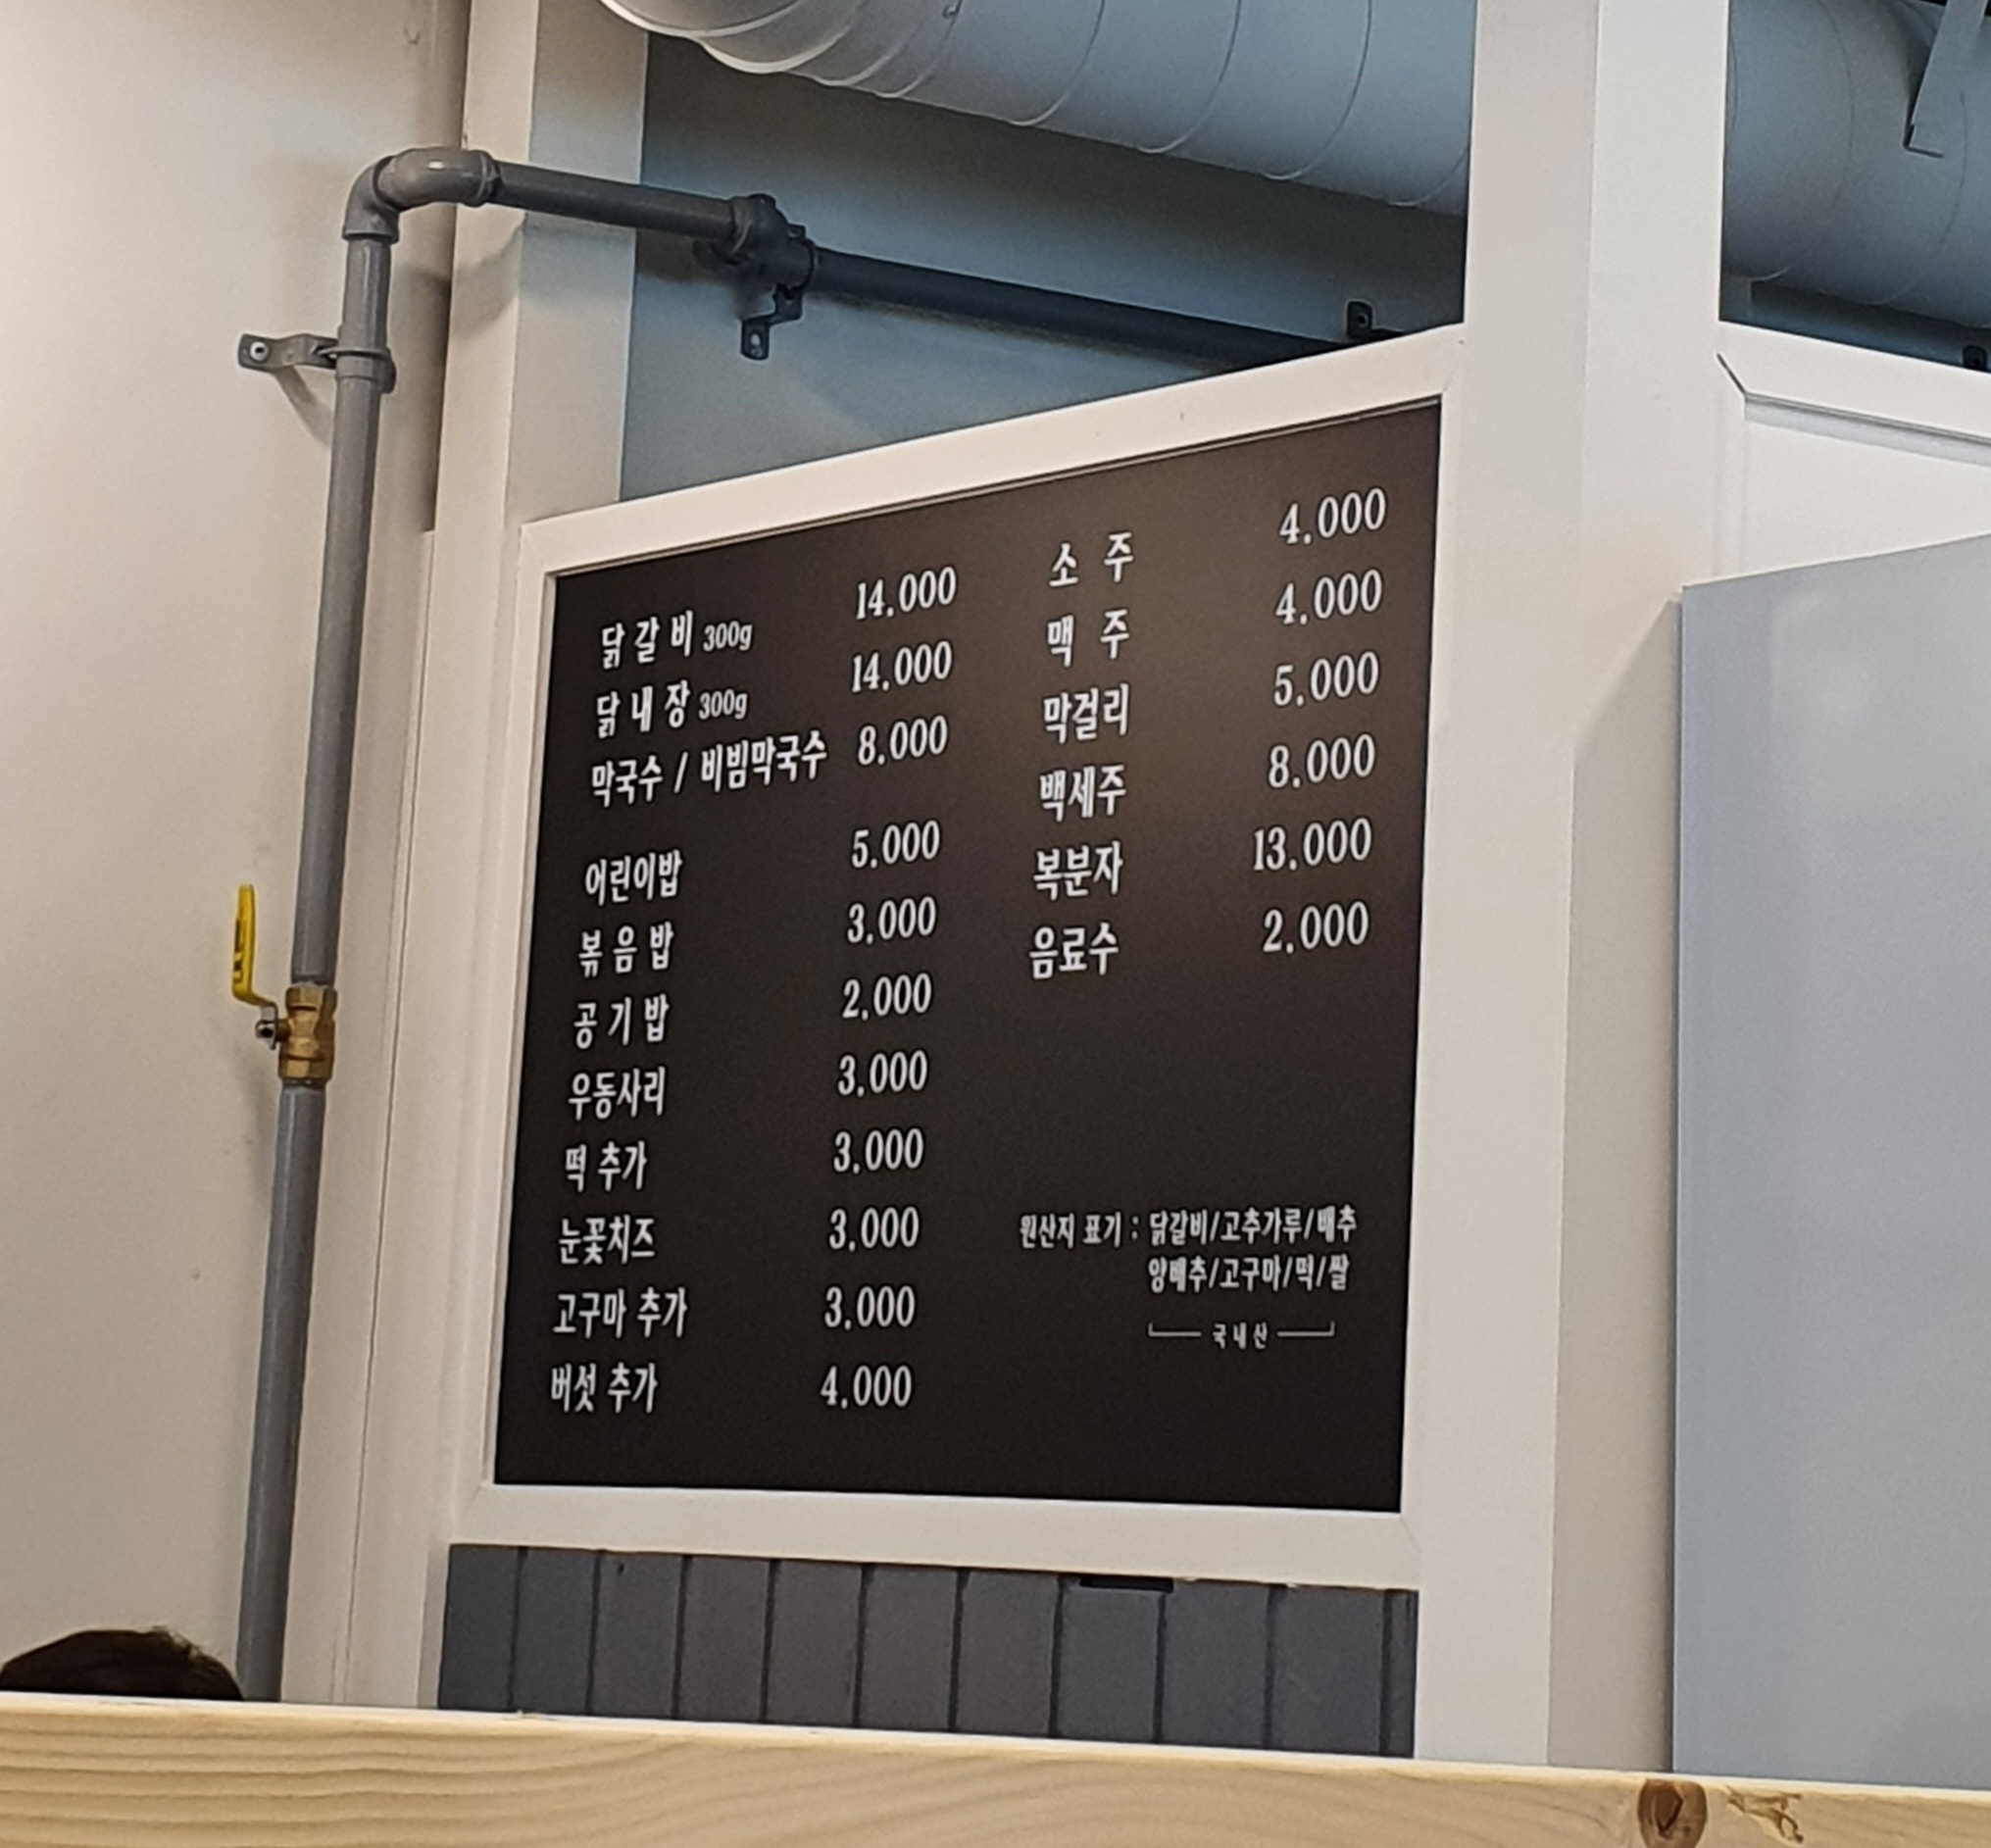 닭갈비 300g 14.000
닭내장 300g 14.000
막국수 / 비빔막국수 8.000
어린이밥 5.000
볶음밥 3.000
공기밥 2.000
우동사리 3.000
떡 추가 3.000
눈꽃치즈 3.000
고구마 추가 3.000
버섯 추가 4.000
소주 4.000
맥주 4.000
막걸리 5.000
백세주 8.000
복분자 13.000
음료수 2.000
원산지 표기 : 닭갈비/고추가루/배추
양배추/고구마/떡/쌀
국내산